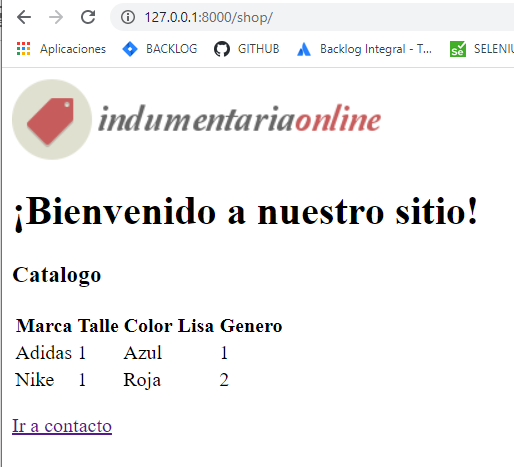 127.0.0.1:8000/shop/
Aplicaciones BACKLOG GITHUB Backlog Integral - T... Se SELENIU
indumentariaonline
¡Bienvenido a nuestro sitio!
Catalogo
Marca Talle Color Lisa Genero
Adidas 1 Azul 1
Nike 1 Roja 2
Ir a contacto